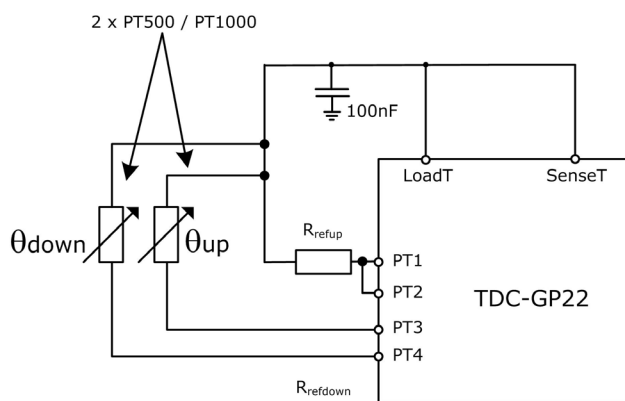 2 x PT500 / PT1000
100nF
LoadT
SenseT
Rrefup
θdown
θup
PT1
PT2
TDC-GP22
PT3
PT4
Rrefdown